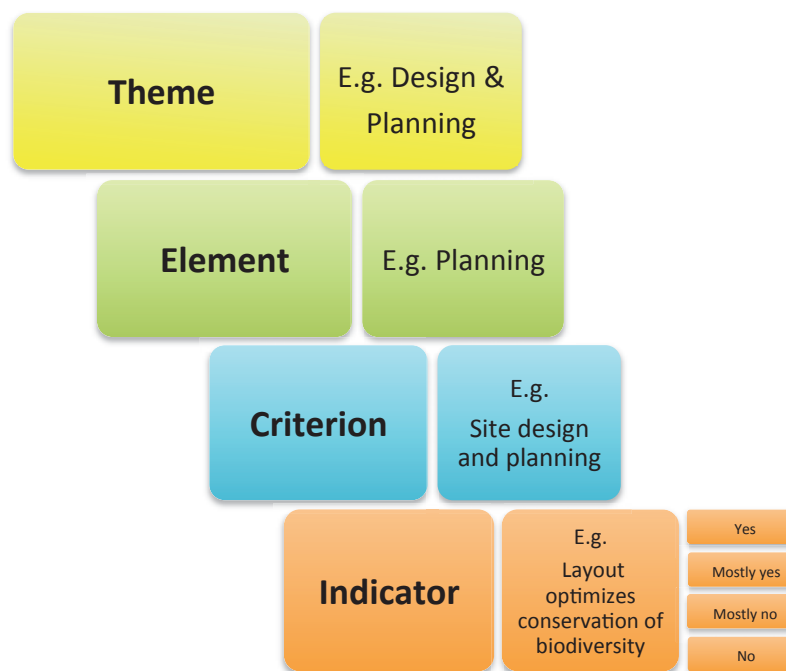 Theme
E.g. Design &
Planning
Element
E.g. Planning
Criterion
E.g.
Site design
and planning
Indicator
E.g.
Layout
optimizes
conservation of
biodiversity
Yes
Mostly yes
Mostly no
No